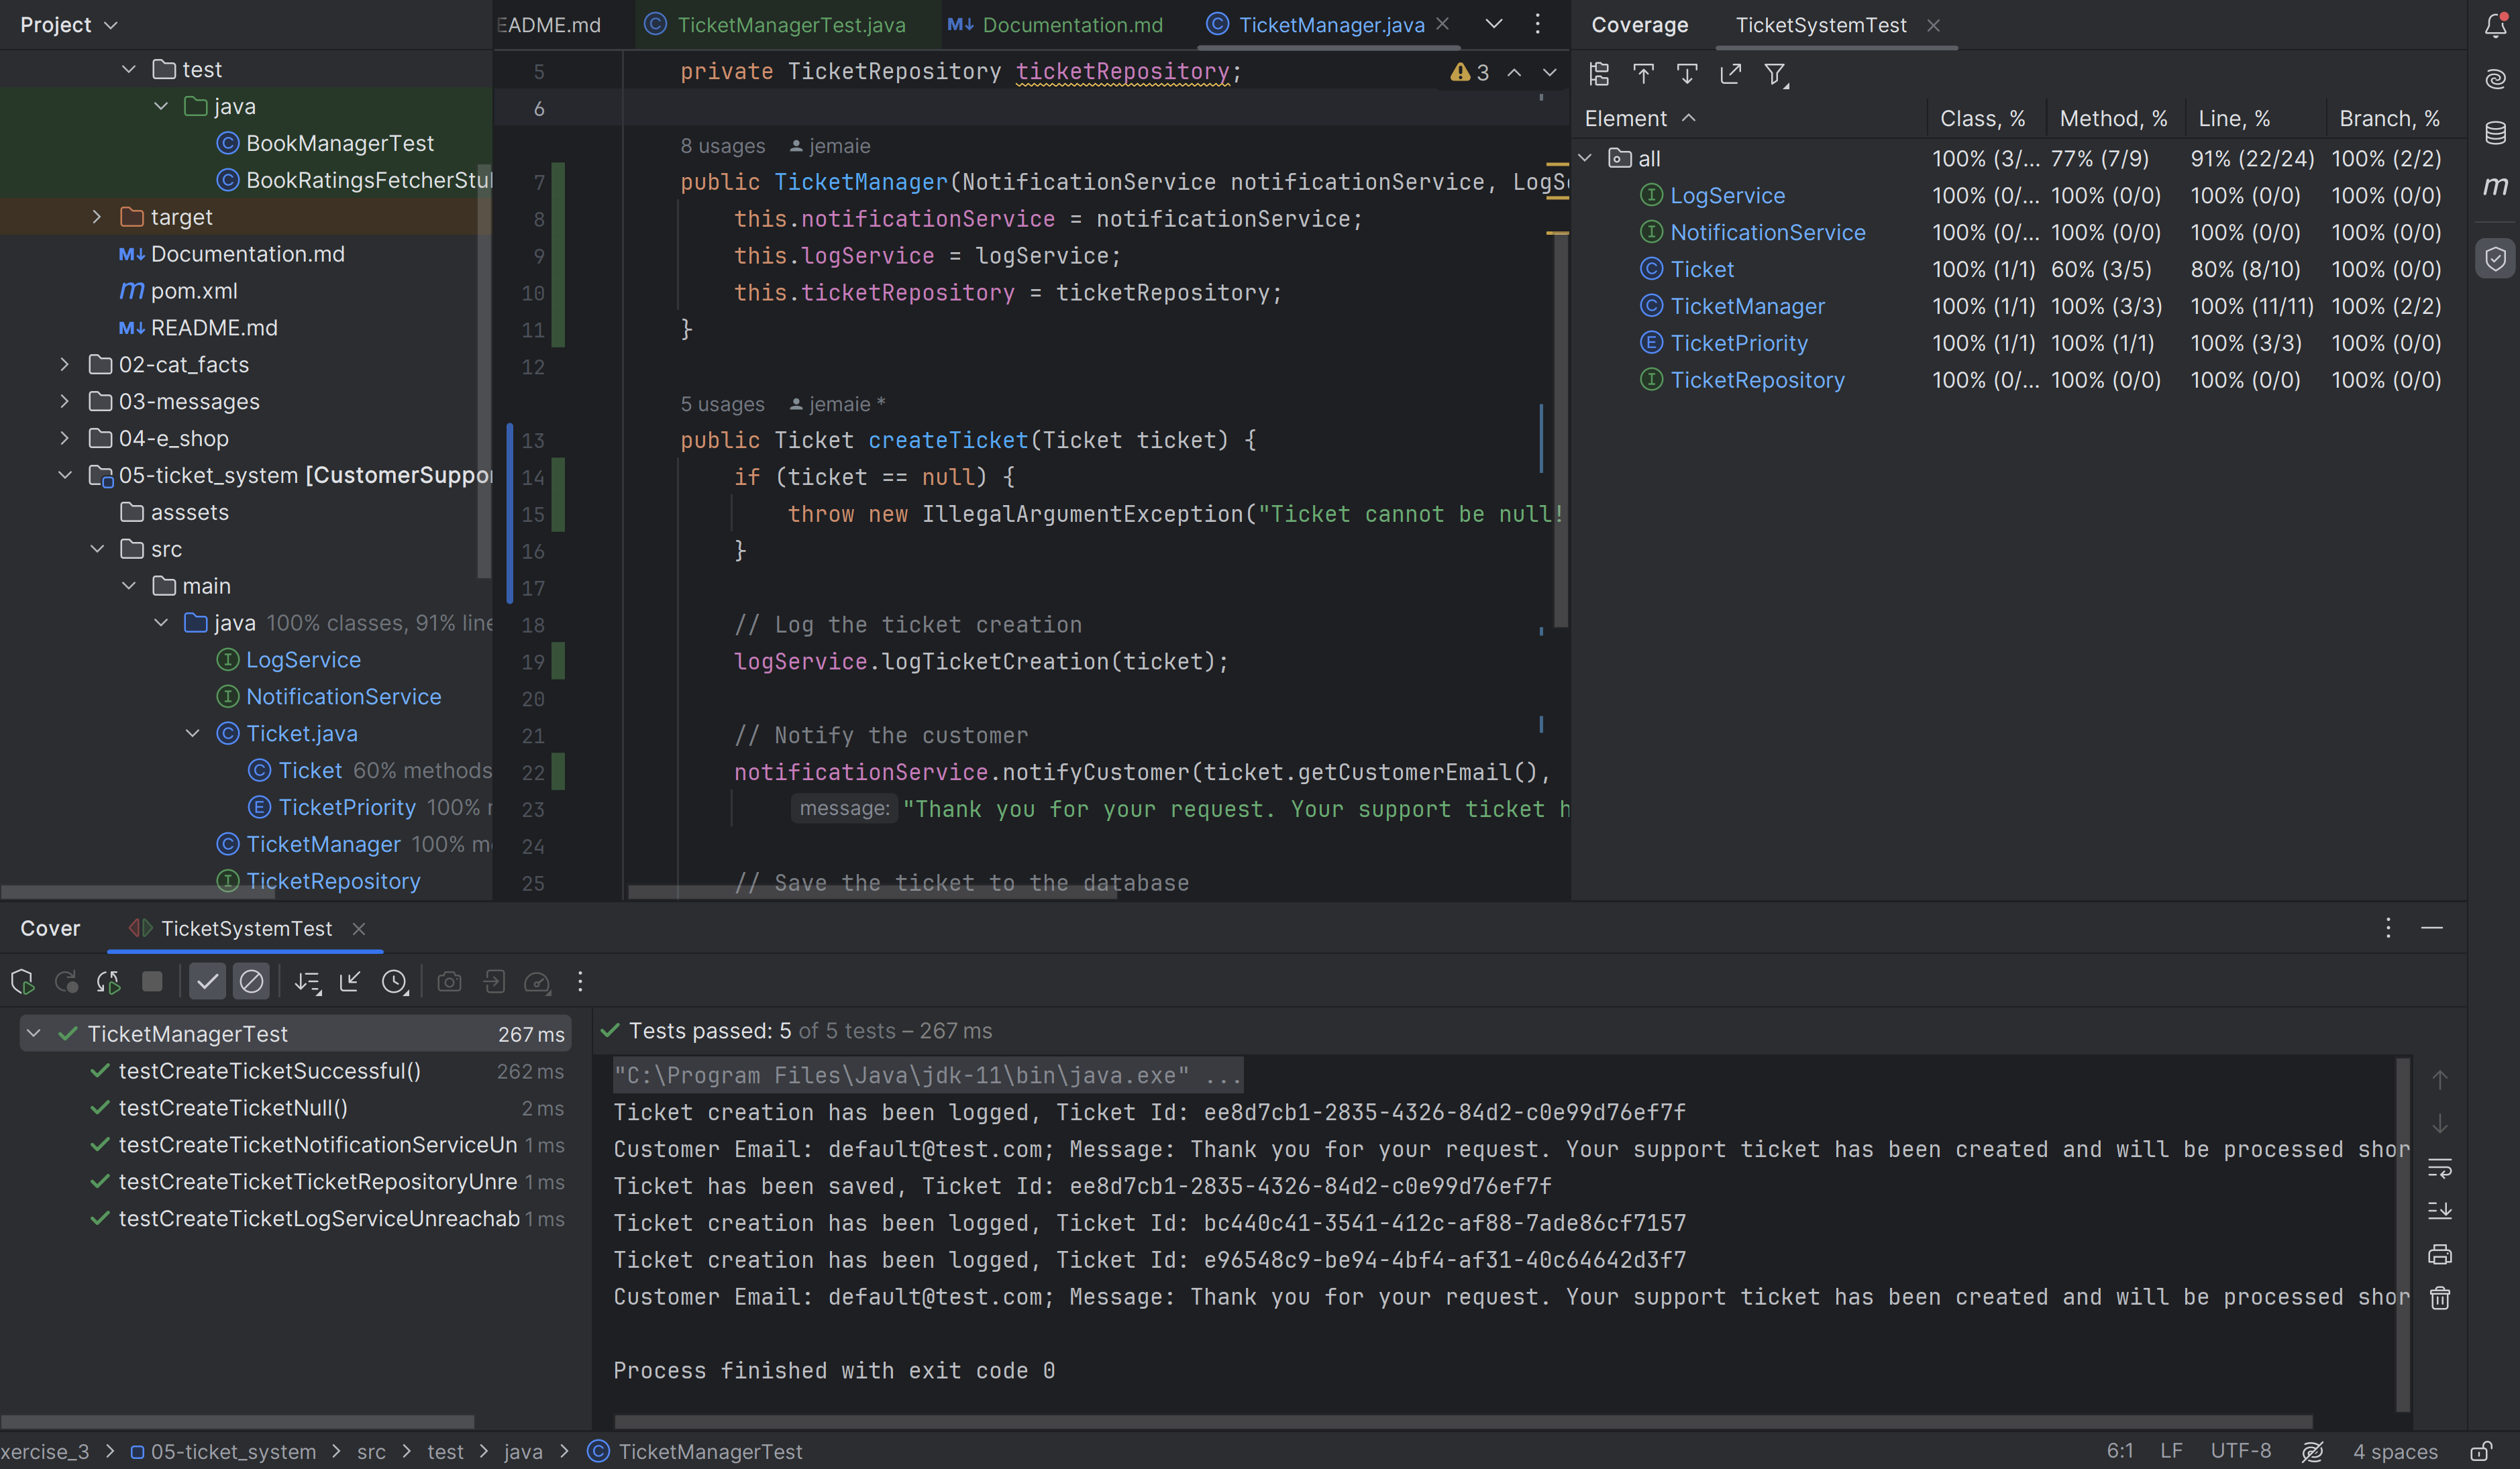 Project
EADME.md
TicketManagerTest.java
Documentation.md
TicketManager.java
Coverage
TicketSystemTest
test
java
BookManagerTest
BookRatingsFetcherStu
target
Documentation.md
pom.xml
README.md
02-cat_facts
03-messages
04-e_shop
05-ticket_system [CustomerSuppor
asssets
src
main
java 100% classes, 91% line
LogService
NotificationService
Ticket.java
Ticket 60% methods
TicketPriority 100% r
TicketManager 100% m
TicketRepository
5 private TicketRepository ticketRepository;
3
6
8 usages jemaie
7 public TicketManager(NotificationService notificationService, LogS
8 this.notificationService = notificationService;
9 this.logService = logService;
10 this.ticketRepository = ticketRepository;
11 }
12
5 usages jemaie *
13 public Ticket createTicket(Ticket ticket) {
14 if (ticket == null) {
15 throw new IllegalArgumentException("Ticket cannot be null!
16 }
17
18 // Log the ticket creation
19 logService.logTicketCreation(ticket);
20
21 // Notify the customer
22 notificationService.notifyCustomer(ticket.getCustomerEmail(),
23 message: "Thank you for your request. Your support ticket h
24
25 // Save the ticket to the database
Element Class, % Method, % Line, % Branch, %
all 100% (3/... 77% (7/9) 91% (22/24) 100% (2/2)
LogService 100% (0/... 100% (0/0) 100% (0/0) 100% (0/0)
NotificationService 100% (0/... 100% (0/0) 100% (0/0) 100% (0/0)
Ticket 100% (1/1) 60% (3/5) 80% (8/10) 100% (0/0)
TicketManager 100% (1/1) 100% (3/3) 100% (11/11) 100% (2/2)
TicketPriority 100% (1/1) 100% (1/1) 100% (3/3) 100% (0/0)
TicketRepository 100% (0/... 100% (0/0) 100% (0/0) 100% (0/0)
Cover
TicketSystemTest
TicketManagerTest 267 ms
testCreateTicketSuccessful() 262 ms
testCreateTicketNull() 2 ms
testCreateTicketNotificationServiceUn 1 ms
testCreateTicketTicketRepositoryUnre 1 ms
testCreateTicketLogServiceUnreachab 1 ms
Tests passed: 5 of 5 tests – 267 ms
"C:\Program Files\Java\jdk-11\bin\java.exe" ...
Ticket creation has been logged, Ticket Id: ee8d7cb1-2835-4326-84d2-c0e99d76ef7f
Customer Email: default@test.com; Message: Thank you for your request. Your support ticket has been created and will be processed shor
Ticket has been saved, Ticket Id: ee8d7cb1-2835-4326-84d2-c0e99d76ef7f
Ticket creation has been logged, Ticket Id: bc440c41-3541-412c-af88-7ade86cf7157
Ticket creation has been logged, Ticket Id: e96548c9-be94-4bf4-af31-40c64642d3f7
Customer Email: default@test.com; Message: Thank you for your request. Your support ticket has been created and will be processed shor
Process finished with exit code 0
xercise_3 > 05-ticket_system > src > test > java > TicketManagerTest
6:1 LF UTF-8 4 spaces